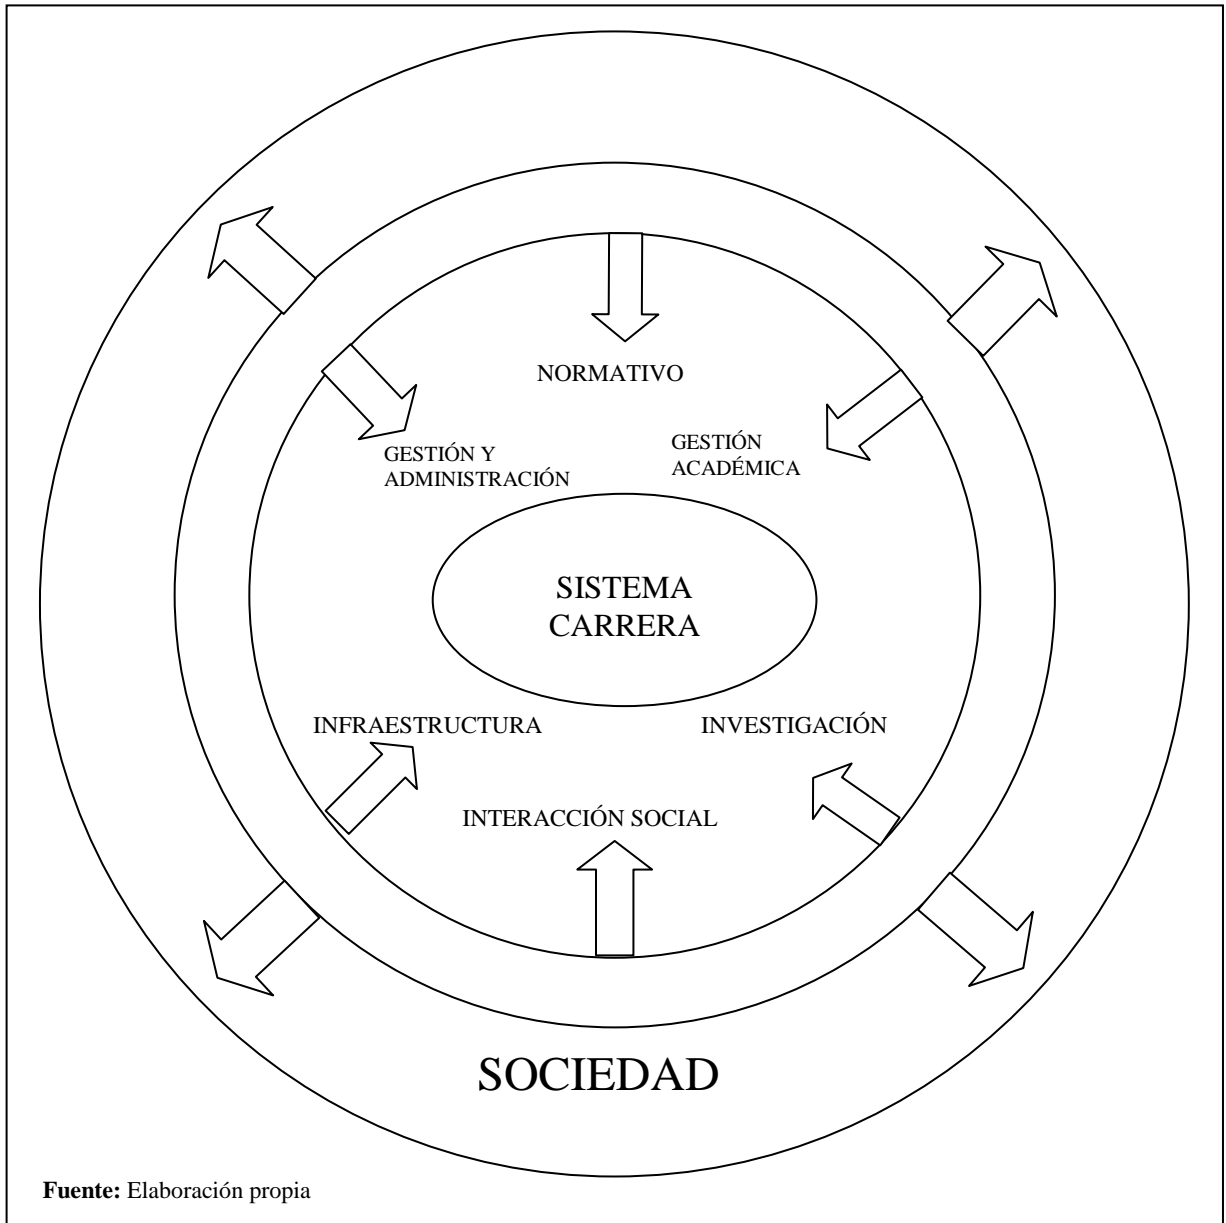 NORMATIVO
GESTIÓN Y
ADMINISTRACIÓN
GESTIÓN
ACADÉMICA
SISTEMA
CARRERA
INFRAESTRUCTURA
INVESTIGACIÓN
INTERACCIÓN SOCIAL
SOCIEDAD
Fuente: Elaboración propia